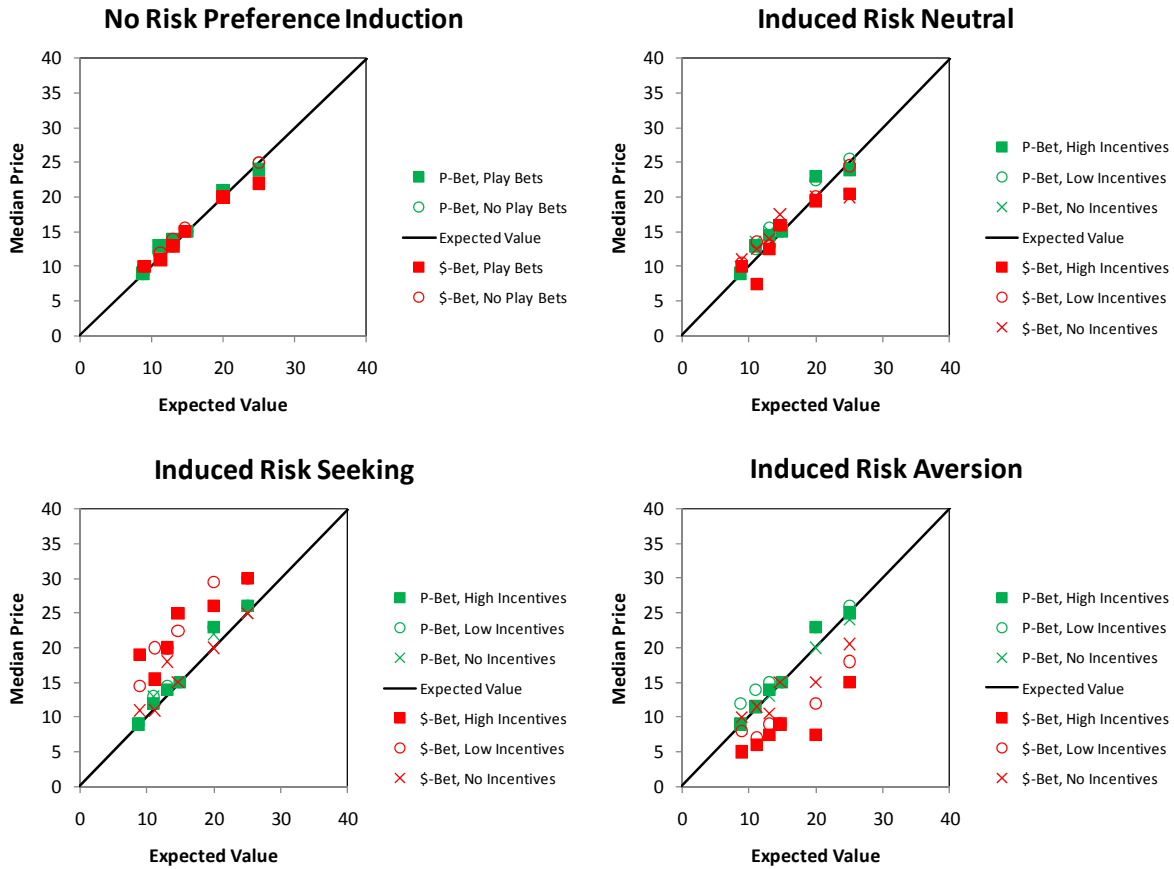 No Risk Preference Induction
Median Price
40
35
30
25
20
15
10
5
0
0 10 20 30 40
Expected Value
P-Bet, Play Bets
P-Bet, No Play Bets
Expected Value
$-Bet, Play Bets
$-Bet, No Play Bets
Induced Risk Neutral
Median Price
40
35
30
25
20
15
10
5
0
0 10 20 30 40
Expected Value
P-Bet, High Incentives
P-Bet, Low Incentives
P-Bet, No Incentives
Expected Value
$-Bet, High Incentives
$-Bet, Low Incentives
$-Bet, No Incentives
Induced Risk Seeking
Median Price
40
35
30
25
20
15
10
5
0
0 10 20 30 40
Expected Value
P-Bet, High Incentives
P-Bet, Low Incentives
P-Bet, No Incentives
Expected Value
$-Bet, High Incentives
$-Bet, Low Incentives
$-Bet, No Incentives
Induced Risk Aversion
Median Price
40
35
30
25
20
15
10
5
0
0 10 20 30 40
Expected Value
P-Bet, High Incentives
P-Bet, Low Incentives
P-Bet, No Incentives
Expected Value
$-Bet, High Incentives
$-Bet, Low Incentives
$-Bet, No Incentives